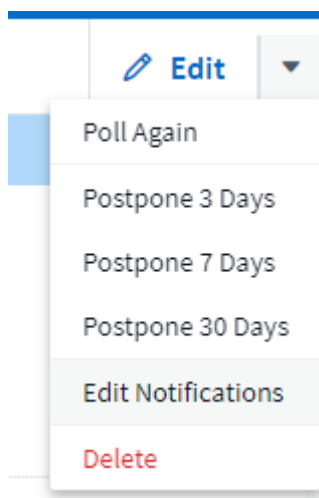 Edit
Poll Again
Postpone 3 Days
Postpone 7 Days
Postpone 30 Days
Edit Notifications
Delete